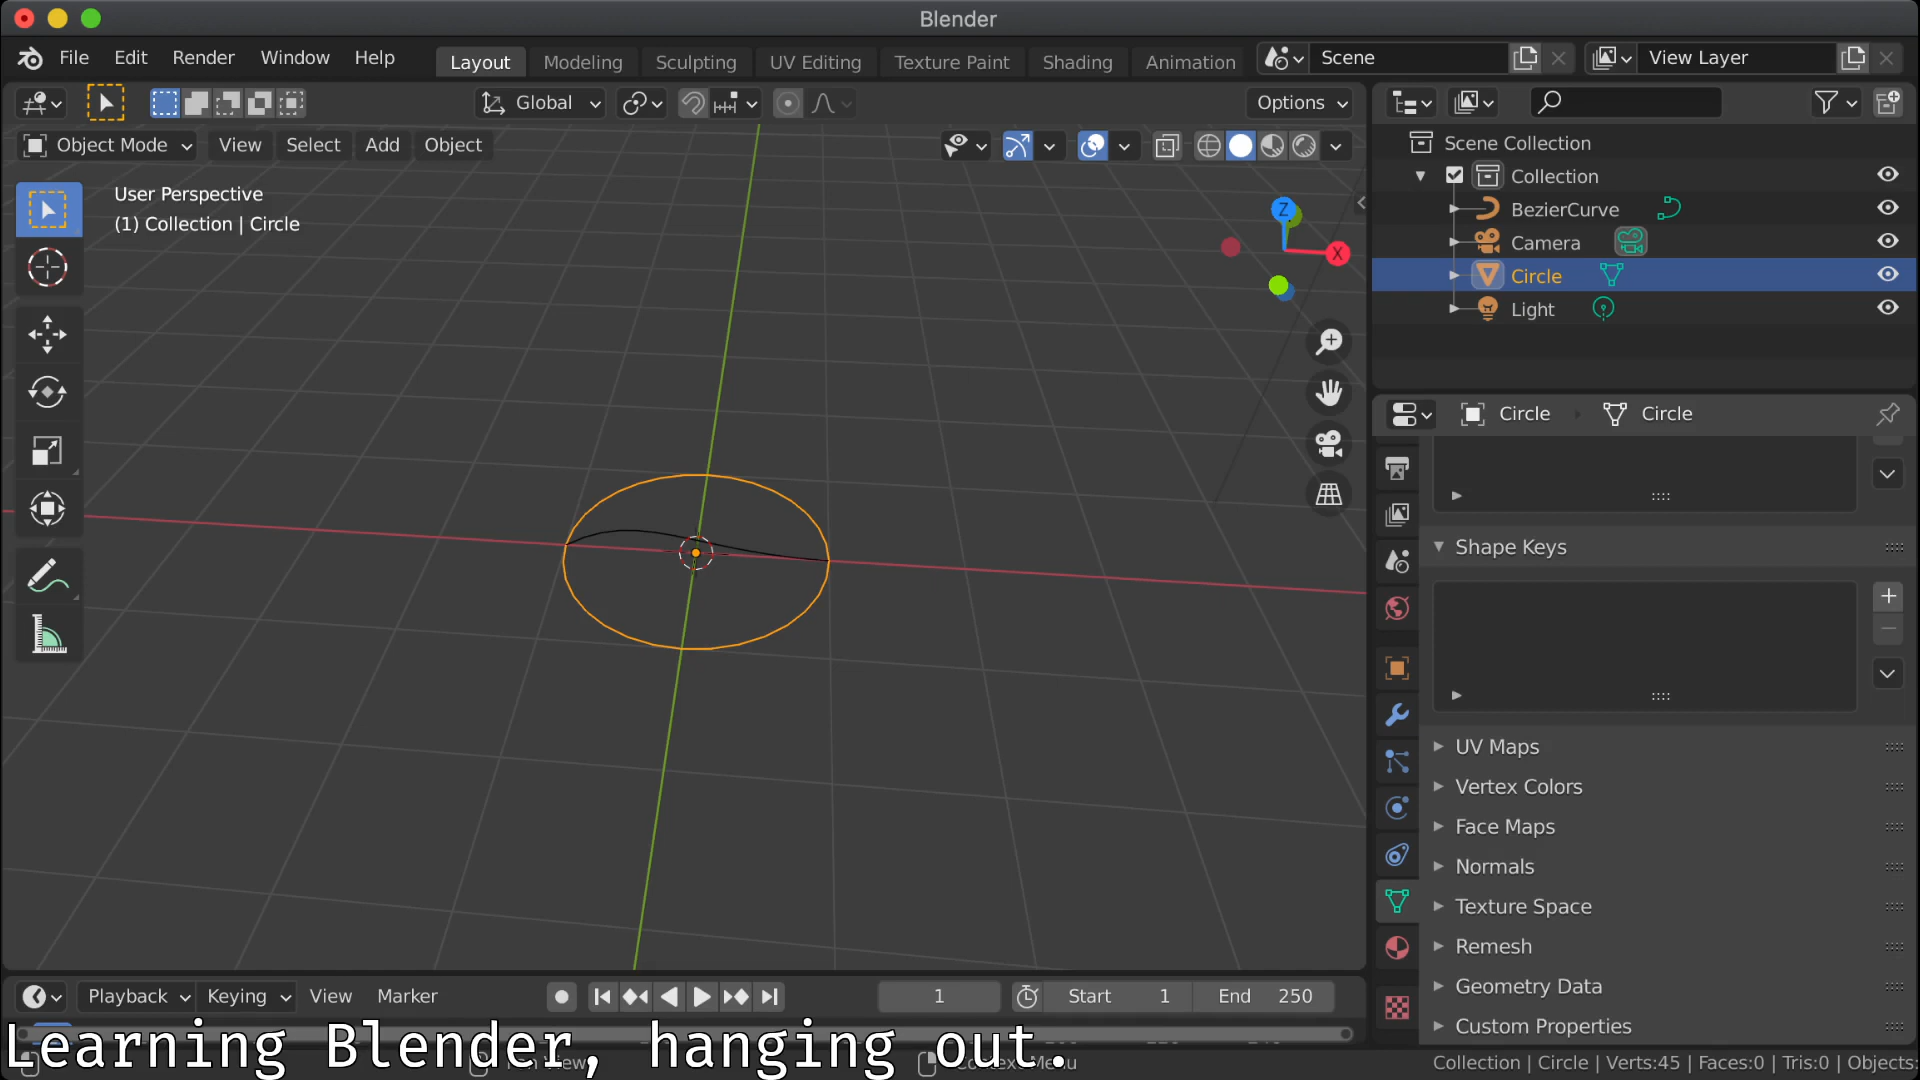 Blender
File Edit Render Window Help Layout Modeling Sculpting UV Editing Texture Paint Shading Animation Scene View Layer
Global Options
Object Mode View Select Add Object
User Perspective
(1) Collection | Circle
Z
X
Scene Collection
Collection
BezierCurve
Camera
Circle
Light
Circle Circle
Shape Keys
UV Maps
Vertex Colors
Face Maps
Normals
Texture Space
Remesh
Geometry Data
Custom Properties
Playback Keying View Marker 1 Start 1 End 250
Learning Blender, hanging out.
Collection | Circle | Verts:45 | Faces:0 | Tris:0 | Objects: